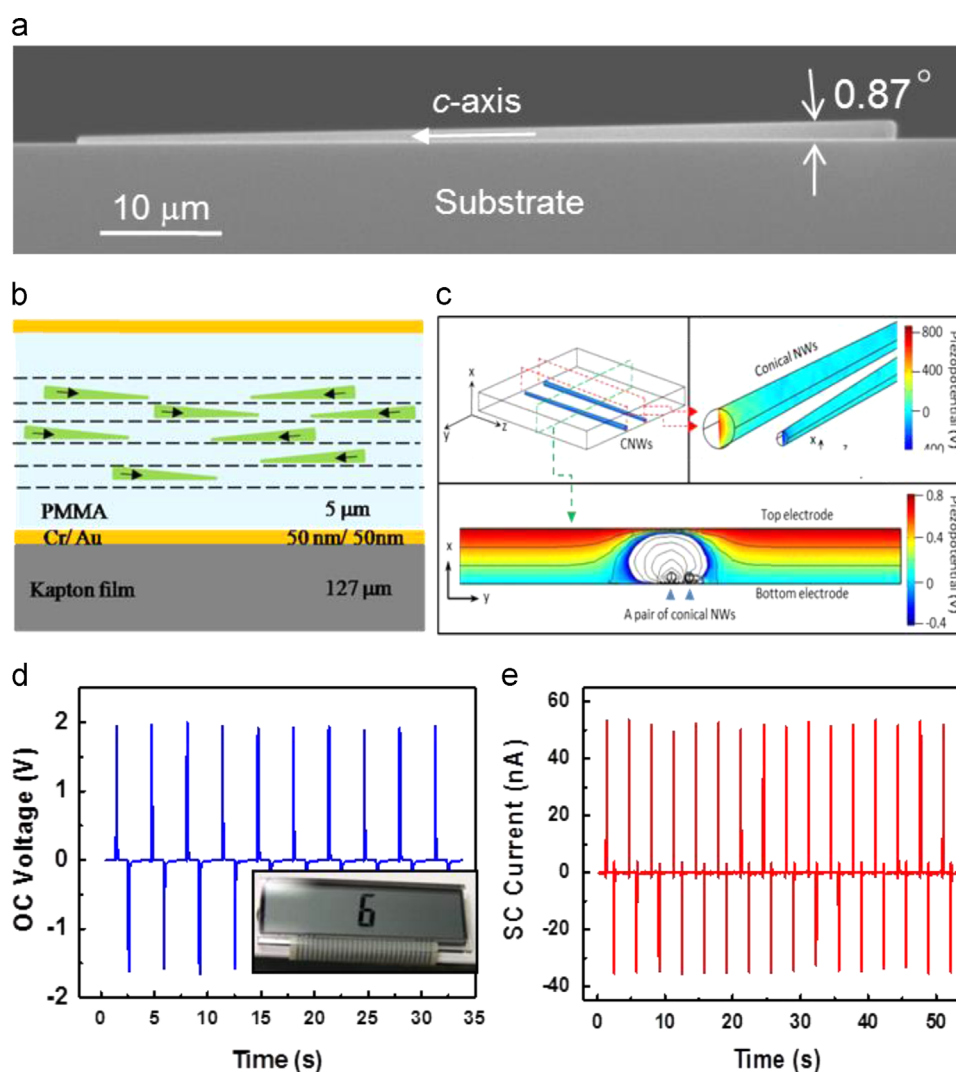 a
c-axis
0.87°
10 μm
Substrate
b
PMMA 5 μm
Cr/ Au 50 nm/ 50nm
Kapton film 127 μm
c
x
y
z
CNWs
Conical NWs
x
z
800
400
0
400
Piezopotential (V)
Top electrode
x
y
Bottom electrode
A pair of conical NWs
0.8
0.4
0
-0.4
Piezopotential (V)
d
OC Voltage (V)
2
1
0
-1
-2
6
0 5 10 15 20 25 30 35
Time (s)
e
SC Current (nA)
60
40
20
0
-20
-40
0 10 20 30 40 50
Time (s)